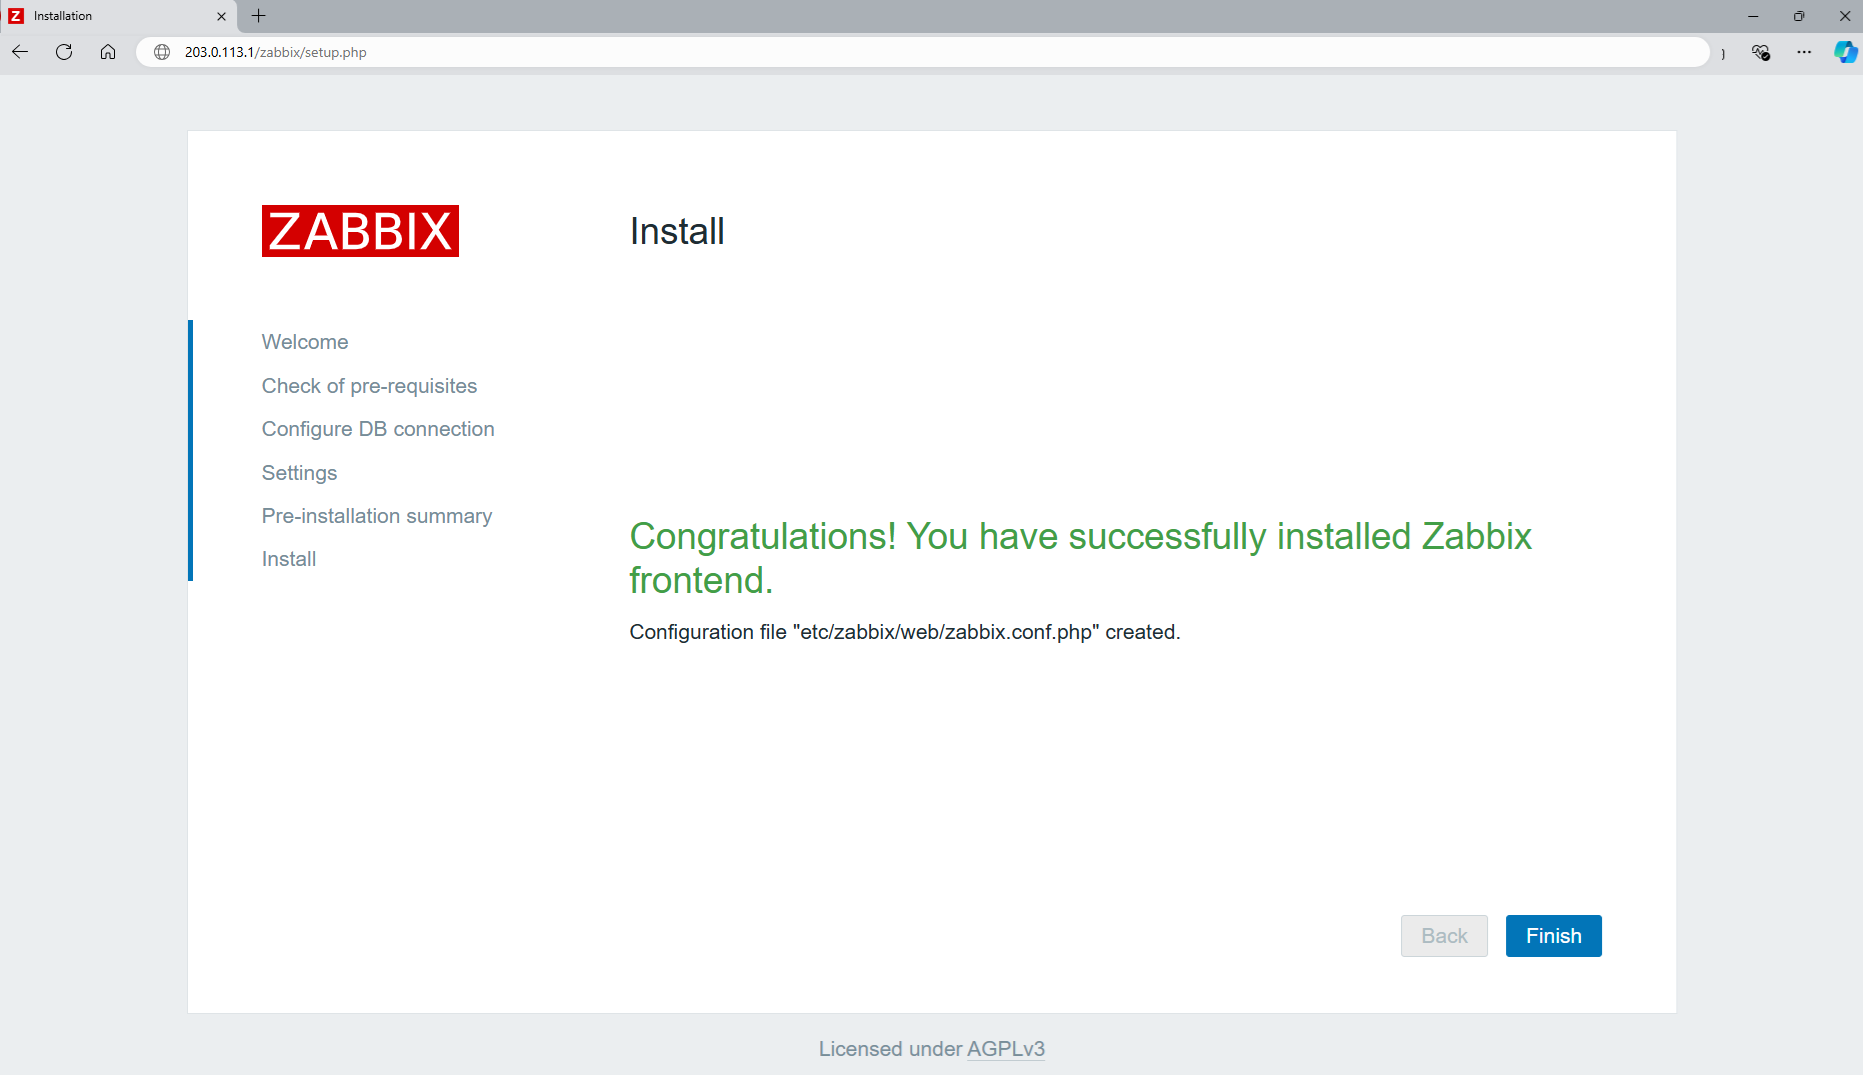 Installation
203.0.113.1/zabbix/setup.php
ZABBIX
Install
Welcome
Check of pre-requisites
Configure DB connection
Settings
Pre-installation summary
Install
Congratulations! You have successfully installed Zabbix
frontend.
Configuration file "etc/zabbix/web/zabbix.conf.php" created.
Back
Finish
Licensed under AGPLv3